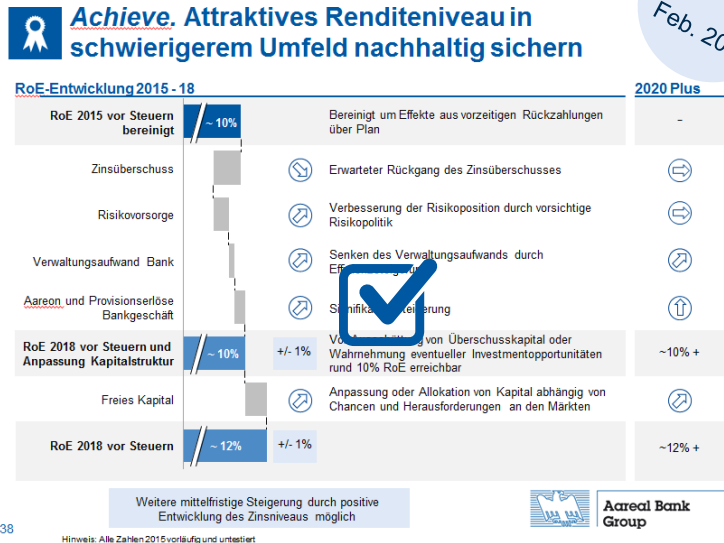 Achieve. Attraktives Renditeniveau in
schwierigerem Umfeld nachhaltig sichern
Feb. 20
RoE-Entwicklung 2015 - 18
2020 Plus
RoE 2015 vor Steuern
bereinigt
~ 10%
Bereinigt um Effekte aus vorzeitigen Rückzahlungen
über Plan
-
Zinsüberschuss
Erwarteter Rückgang des Zinsüberschusses
Risikovorsorge
Verbesserung der Risikoposition durch vorsichtige
Risikopolitik
Verwaltungsaufwand Bank
Senken des Verwaltungsaufwands durch
Aareon und Provisionserlöse
Bankgeschäft
RoE 2018 vor Steuern und
Anpassung Kapitalstruktur
~ 10%
+/- 1%
von Überschusskapital oder
Wahrnehmung eventueller Investmentopportunitäten
rund 10% RoE erreichbar
~10% +
Freies Kapital
Anpassung oder Allokation von Kapital abhängig von
Chancen und Herausforderungen an den Märkten
RoE 2018 vor Steuern
~ 12%
+/- 1%
~12% +
Weitere mittelfristige Steigerung durch positive
Entwicklung des Zinsniveaus möglich
Aareal Bank
Group
38
Hinweis: Alle Zahlen 2015 vorläufig und untestiert